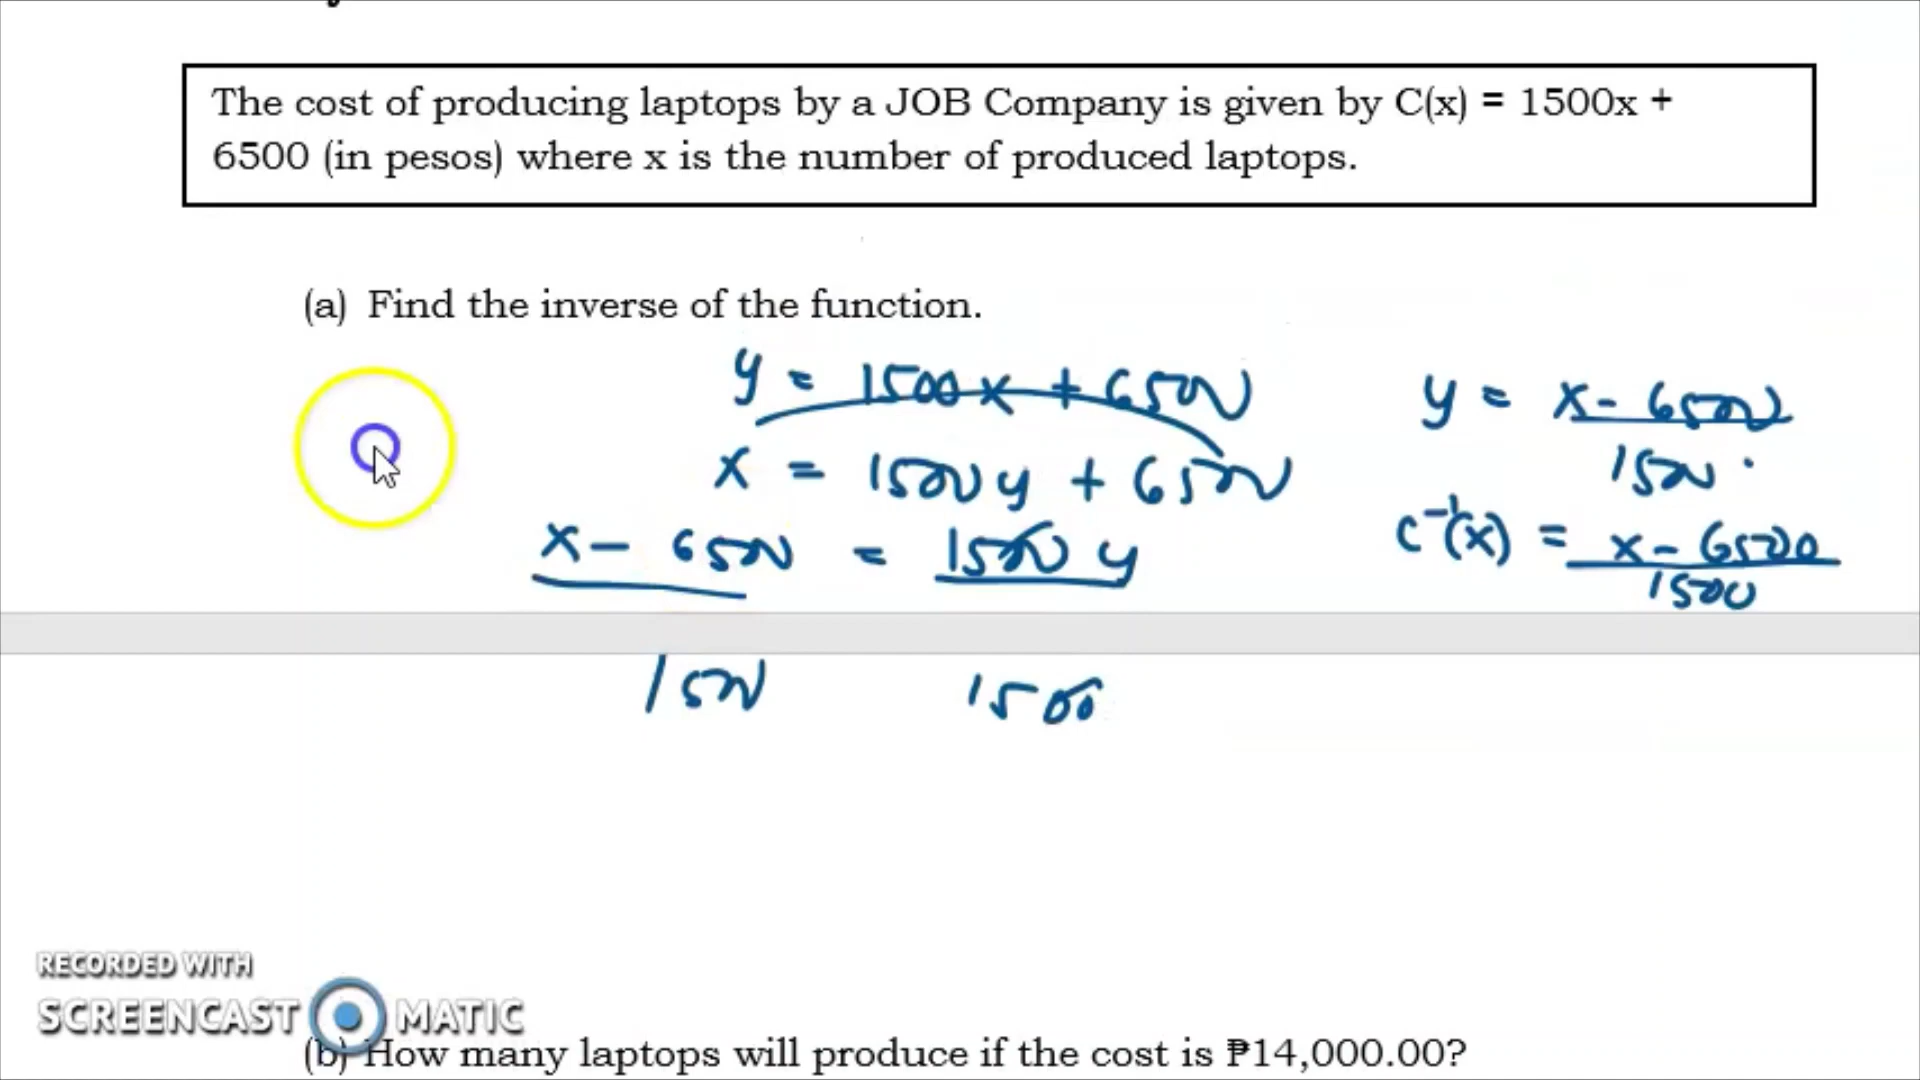 The cost of producing laptops by a JOB Company is given by C(x) = 1500x +
6500 (in pesos) where x is the number of produced laptops.
(a) Find the inverse of the function.
y = 1500x + 6500
x = 1500y + 6500
x - 6500 = 1500 y
1500 1500
y = x - 6500
1500 .
C⁻¹(x) = x - 6500
1500
RECORDED WITH
SCREENCAST MATIC
(b) How many laptops will produce if the cost is ₱14,000.00?